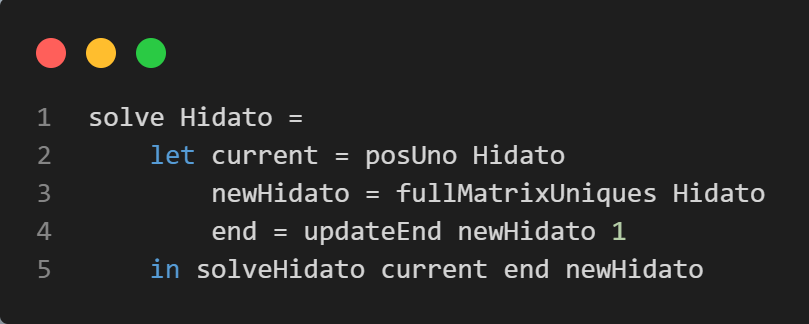 1 solve Hidato =
2     let current = posUno Hidato
3         newHidato = fullMatrixUniques Hidato
4         end = updateEnd newHidato 1
5     in solveHidato current end newHidato